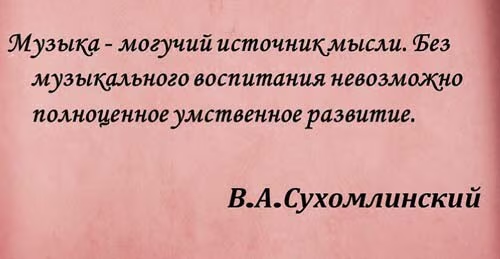 Музыка - могучий источник мысли. Без
музыкального воспитания невозможно
полноценное умственное развитие.
В.А.Сухомлинский